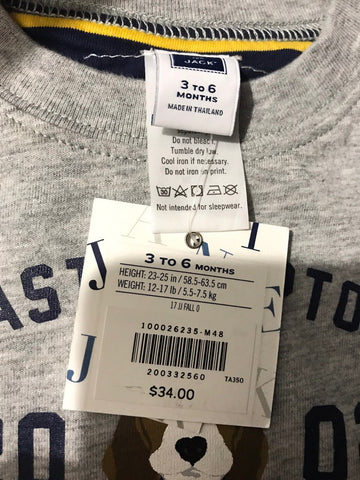 JACK
3 TO 6
MONTHS
MADE IN THAILAND
Do not bleach.
Tumble dry low.
Cool iron if necessary.
Do not iron on print.
Not intended for sleepwear.
3 TO 6 MONTHS
HEIGHT: 23-25 in / 58.5-63.5 cm
WEIGHT: 12-17 lb / 5.5-7.5 kg
17 JJ FALL 0
100026235-M48
200332560
TA350
$34.00